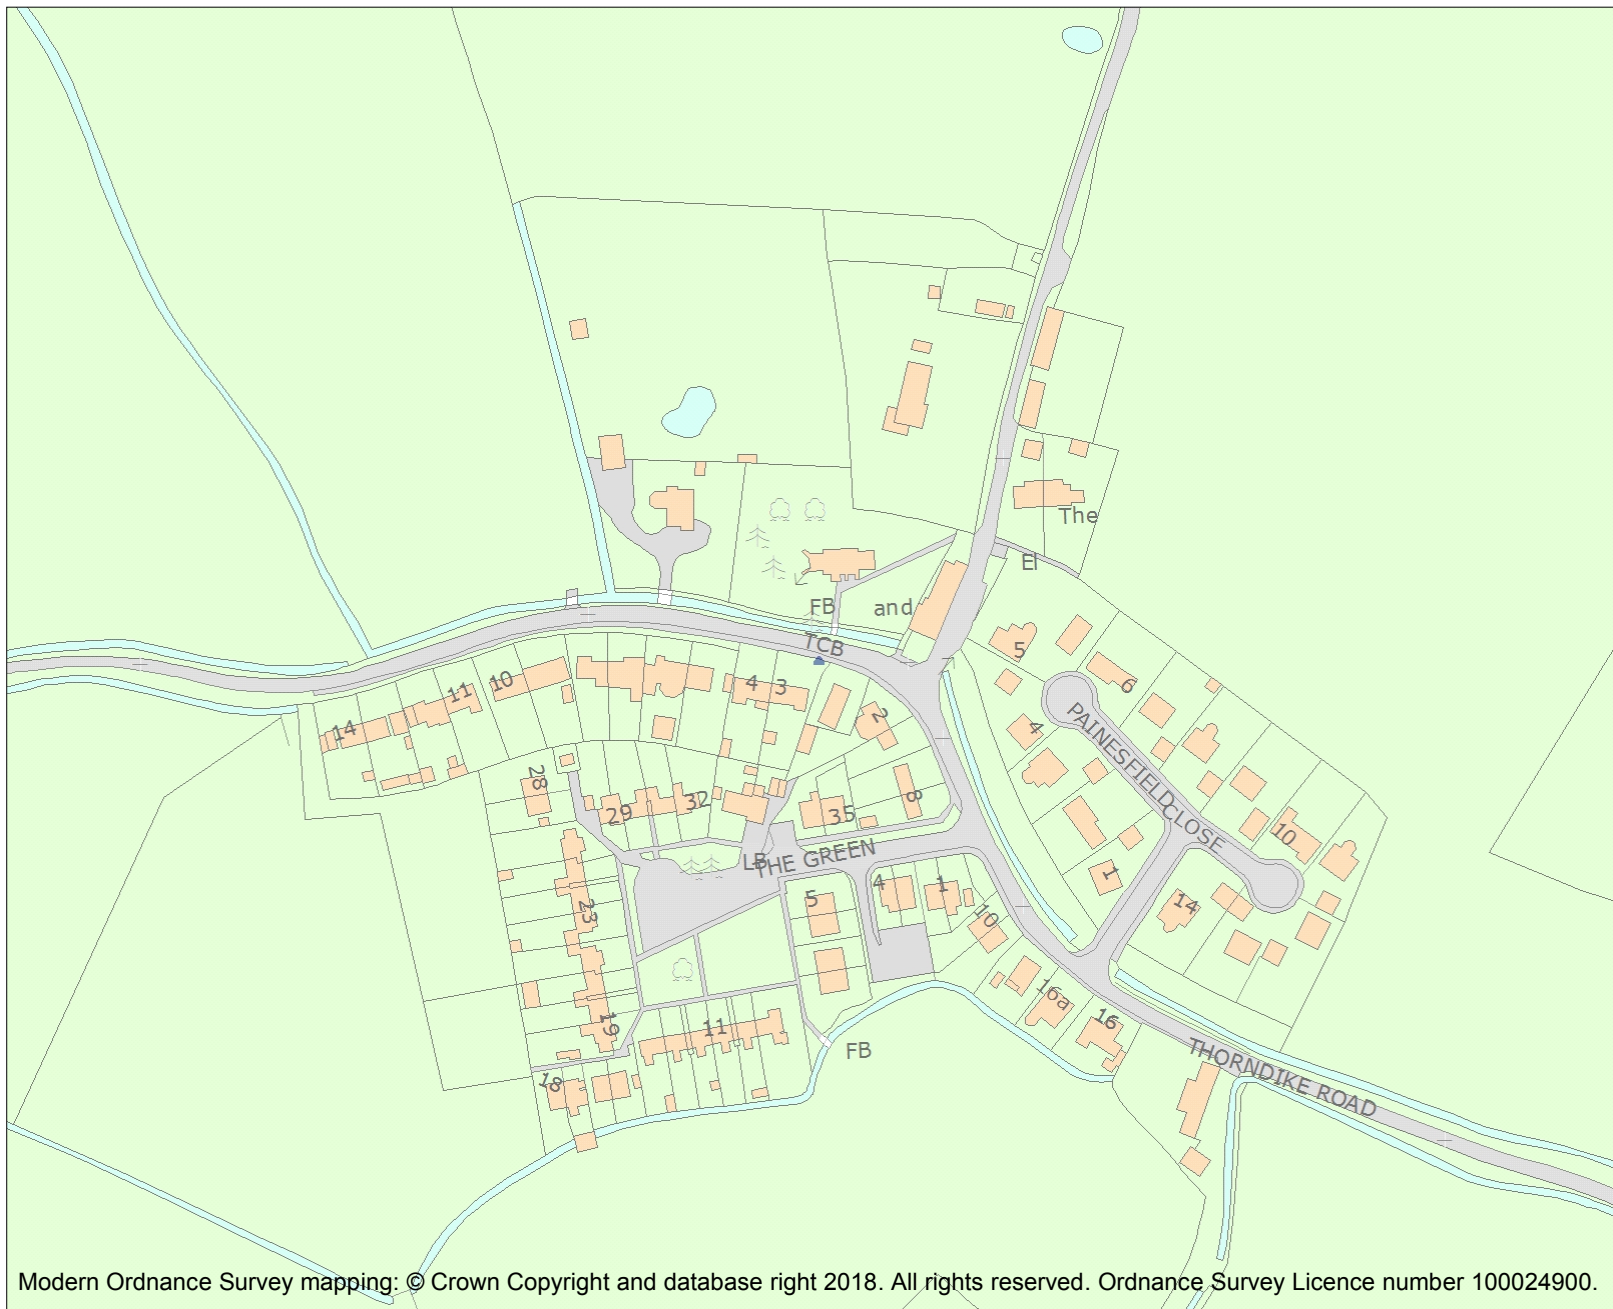 The
El
FB
and
TCB
5
6
4
3
2
4
PAINESFIELD CLOSE
11
10
14
28
29
32
35
8
10
LB
THE GREEN
1
14
5
4
1
10
23
16a
16
19
11
FB
18
THORNDIKE ROAD
Modern Ordnance Survey mapping: © Crown Copyright and database right 2018. All rights reserved. Ordnance Survey Licence number 100024900.